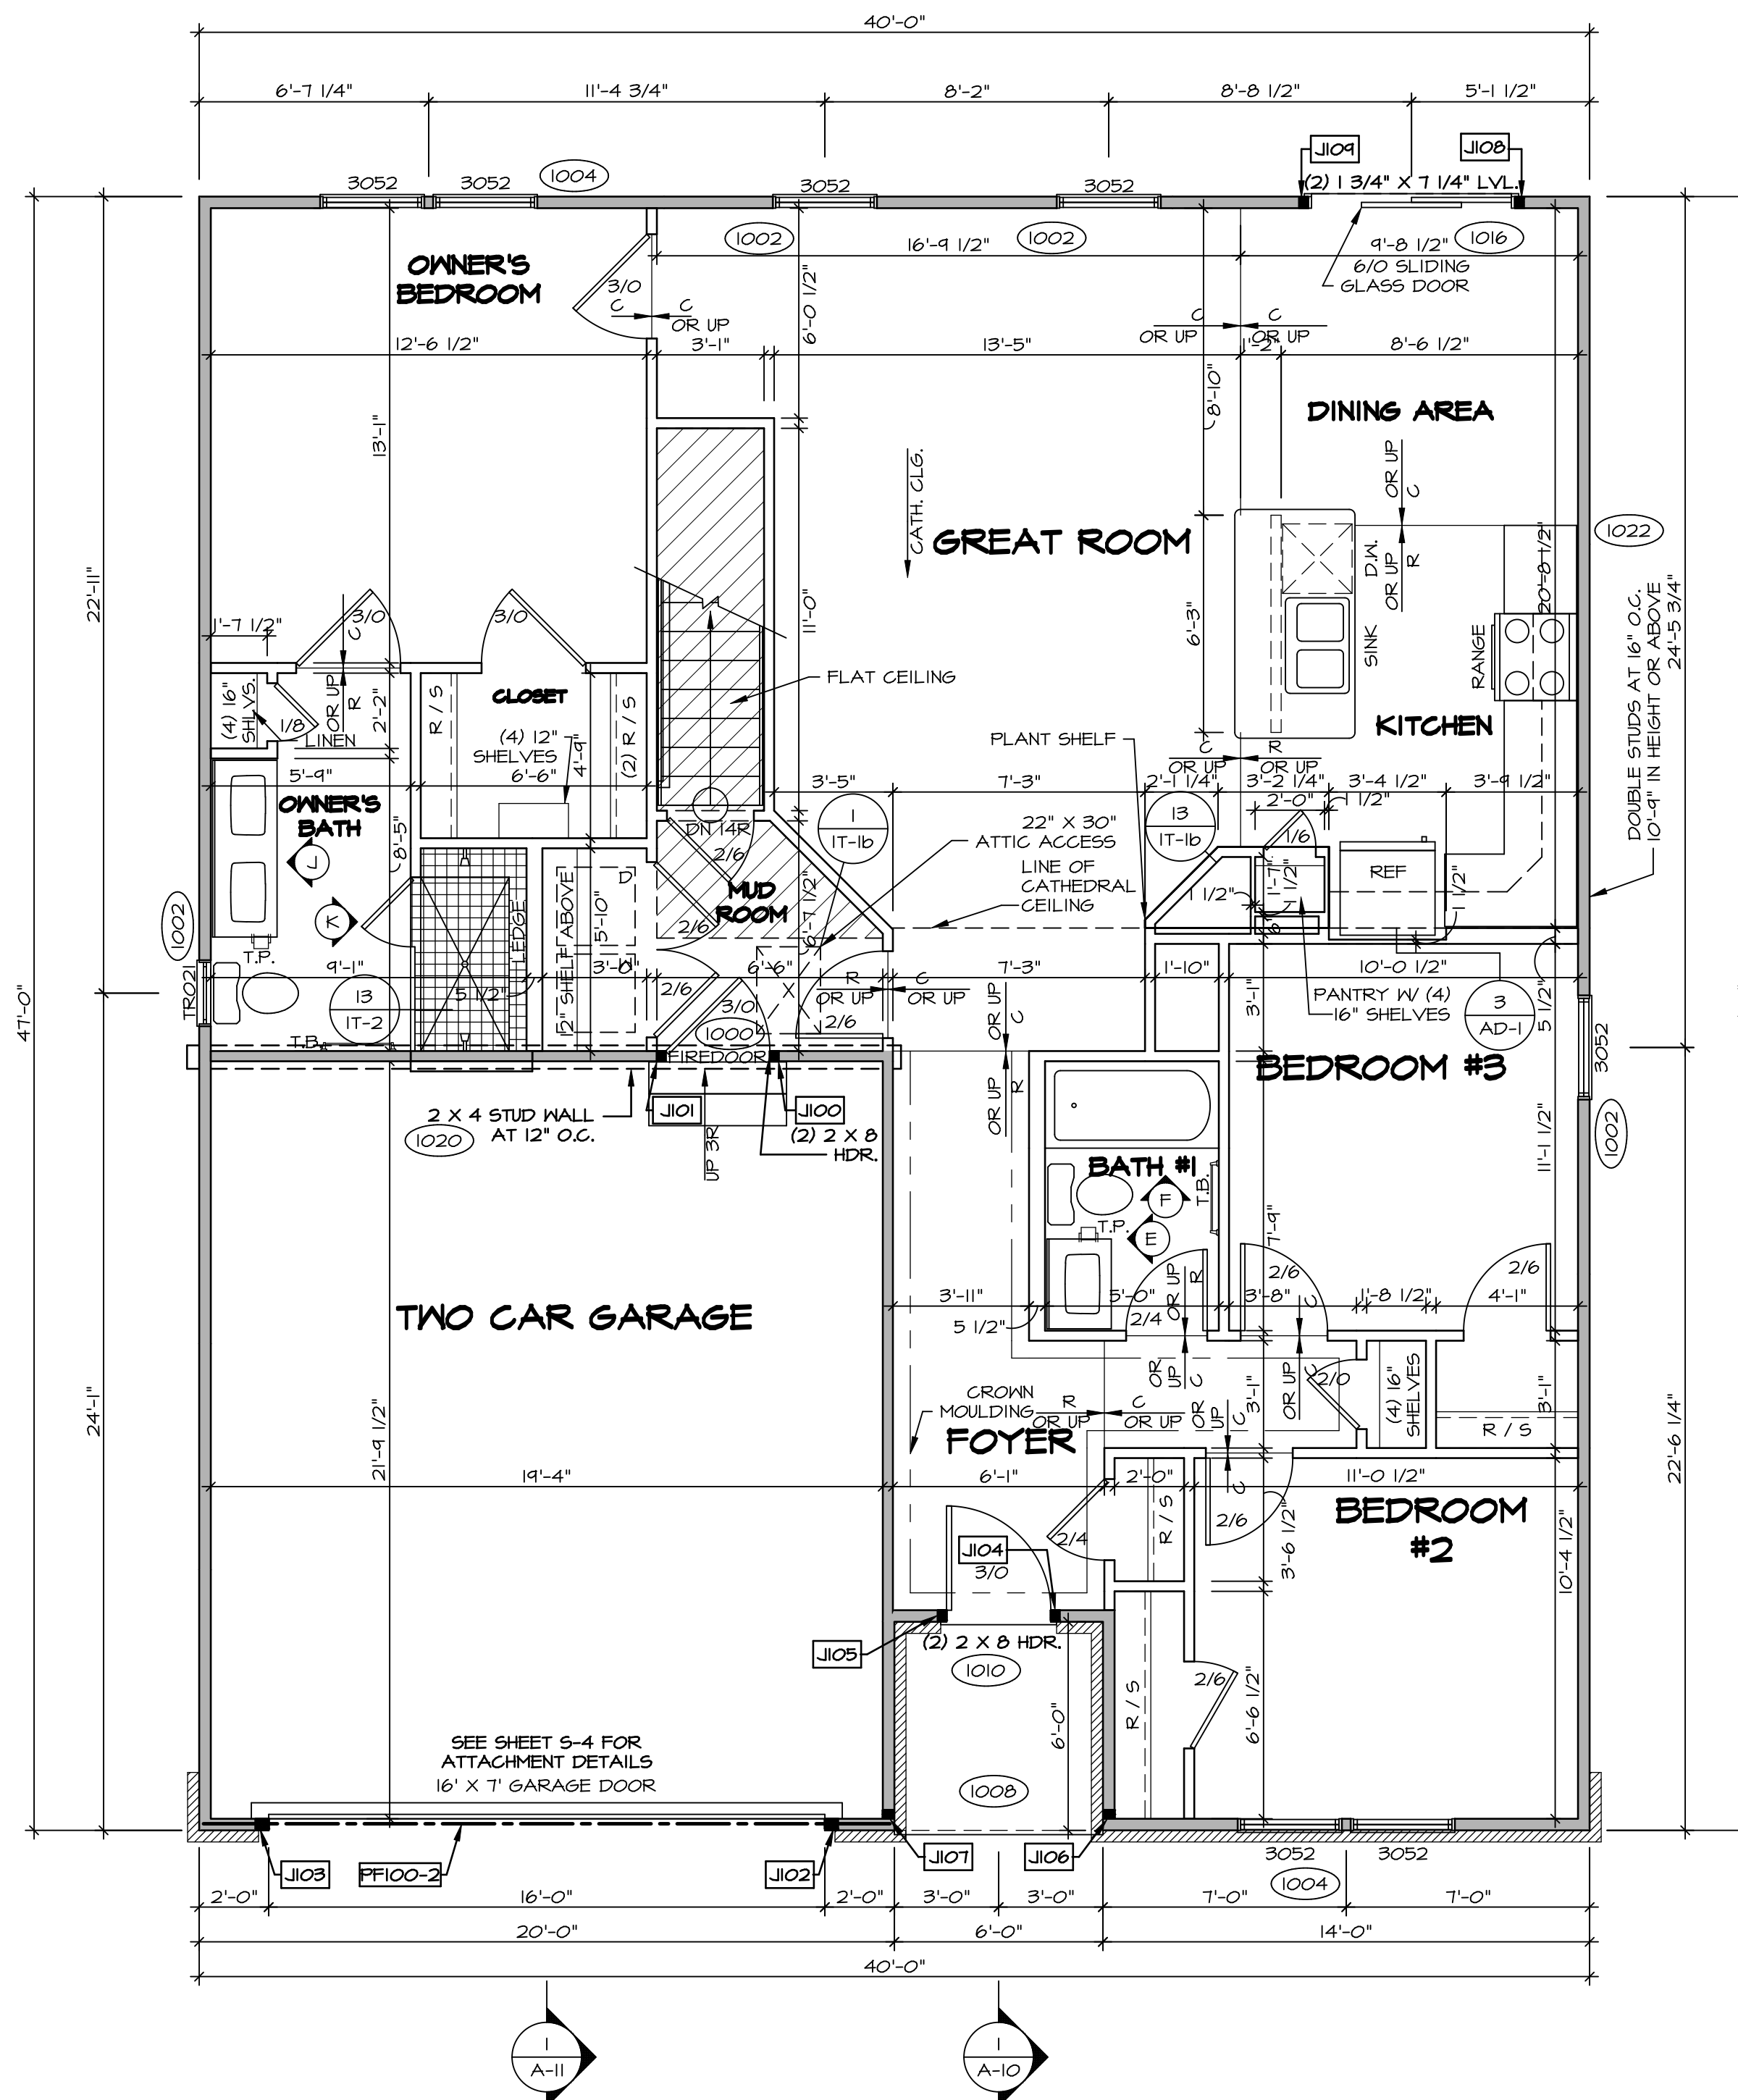 40'-0"
6'-7 1/4"
11'-4 3/4"
8'-2"
8'-8 1/2"
5'-1 1/2"
J109
J108
3052
3052
1004
3052
3052
(2) 1 3/4" X 7 1/4" LVL.
1002
1002
1016
16'-9 1/2"
9'-8 1/2"
6/0 SLIDING
GLASS DOOR
OWNER'S
BEDROOM
3/0
C
C
OR UP
6'-0 1/2"
C
C
OR UP
OR UP
12'-6 1/2"
3'-1"
13'-5"
1'-2"
8'-6 1/2"
8'-10"
13'-1"
DINING AREA
OR UP
C
CATH. CLG.
GREAT ROOM
D.W.
OR UP
R
20'-8 1/2"
1022
22'-11"
DOUBLE STUDS AT 16" O.C.
10'-9" IN HEIGHT OR ABOVE
24'-5 3/4"
1'-7 1/2"
3/0
C
3/0
11'-0"
6'-3"
SINK
RANGE
FLAT CEILING
(4) 16"
SHLVS.
1/8
LINEN
OR UP
R
2'-2"
R / S
CLOSET
(4) 12"
SHELVES
4'-9"
(2) R / S
KITCHEN
PLANT SHELF
C
R
OR UP
OR UP
5'-9"
6'-6"
3'-5"
7'-3"
2'-1 1/4"
3'-2 1/4"
3'-4 1/2"
3'-9 1/2"
2'-0"
1 1/2"
OWNER'S
BATH
1
IT-1b
13
IT-1b
DN 14R
22" X 30"
ATTIC ACCESS
1/6
J
8'-5"
2/6
LINE OF
CATHEDRAL
CEILING
REF
1'-7 1/2"
1 1/2"
1 1/2"
6"
K
LEDGE
D
MUD
ROOM
6'-7 1/2"
5'-10"
12" SHELF ABOVE
2/6
1002
T.P.
9'-1"
3'-0"
W
6'-6"
7'-3"
1'-10"
10'-0 1/2"
TR021
13
IT-2
5 1/2"
2/6
3/0
X
R
C
OR UP
OR UP
3'-1"
PANTRY W/ (4)
16" SHELVES
3
AD-1
5 1/2"
47'-0"
T.B.
1000
2/6
OR UP
C
FIREDOOR
3052
BEDROOM #3
OR UP
R
2 X 4 STUD WALL
AT 12" O.C.
1020
J101
J100
UP 3R
(2) 2 X 8
HDR.
1002
11'-1 1/2"
BATH #1
F
T.B.
T.P.
E
7'-9"
2/6
2/6
OR UP
R
TWO CAR GARAGE
3'-11"
5'-0"
3'-8"
1'-8 1/2"
4'-1"
5 1/2"
2/4
C
OR
UP
C
OR UP
C
2/0
(4) 16"
SHELVES
3'-1"
3'-1"
R / S
24'-1"
21'-9 1/2"
CROWN
MOULDING
R
C
OR UP
OR UP
OR
UP
C
FOYER
22'-6 1/4"
19'-4"
6'-1"
2'-0"
C
11'-0 1/2"
R / S
2/6
BEDROOM
#2
2/4
J104
3/0
3'-6 1/2"
10'-4 1/2"
J105
(2) 2 X 8 HDR.
1010
R / S
2/6
6'-6 1/2"
6'-0"
SEE SHEET S-4 FOR
ATTACHMENT DETAILS
16' X 7' GARAGE DOOR
1008
J103
PF100-2
J102
J107
J106
3052
3052
1004
2'-0"
16'-0"
2'-0"
3'-0"
3'-0"
7'-0"
7'-0"
20'-0"
6'-0"
14'-0"
40'-0"
1
A-11
1
A-10